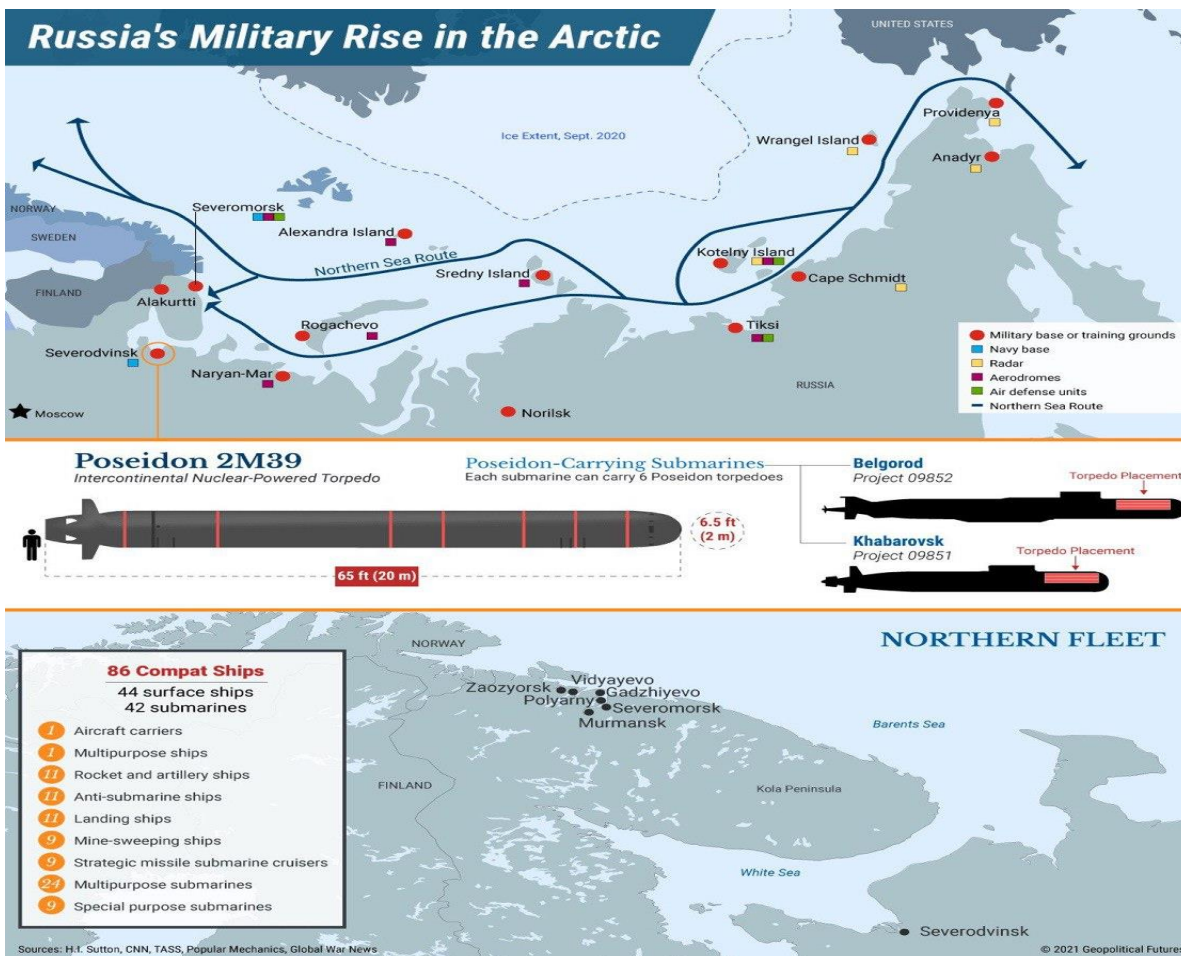 Russia's Military Rise in the Arctic
UNITED STATES
Ice Extent, Sept. 2020
Providenya
Wrangel Island
Anadyr
NORWAY
SWEDEN
FINLAND
Severomorsk
Alexandra Island
Northern Sea Route
Sredny Island
Kotelny Island
Cape Schmidt
Alakurtti
Rogachevo
Tiksi
Severodvinsk
Naryan-Mar
Norilsk
Moscow
RUSSIA
Military base or training grounds
Navy base
Radar
Aerodromes
Air defense units
Northern Sea Route
Poseidon 2M39
Intercontinental Nuclear-Powered Torpedo
65 ft (20 m)
6.5 ft
(2 m)
Poseidon-Carrying Submarines
Each submarine can carry 6 Poseidon torpedoes
Belgorod
Project 09852
Torpedo Placement
Khabarovsk
Project 09851
Torpedo Placement
NORTHERN FLEET
86 Compat Ships
44 surface ships
42 submarines
1 Aircraft carriers
1 Multipurpose ships
11 Rocket and artillery ships
11 Anti-submarine ships
11 Landing ships
9 Mine-sweeping ships
9 Strategic missile submarine cruisers
24 Multipurpose submarines
9 Special purpose submarines
NORWAY
FINLAND
Zaozyorsk
Vidyayevo
Gadzhiyevo
Polyarny
Severomorsk
Murmansk
Barents Sea
Kola Peninsula
White Sea
Severodvinsk
Sources: H.I. Sutton, CNN, TASS, Popular Mechanics, Global War News
© 2021 Geopolitical Futures